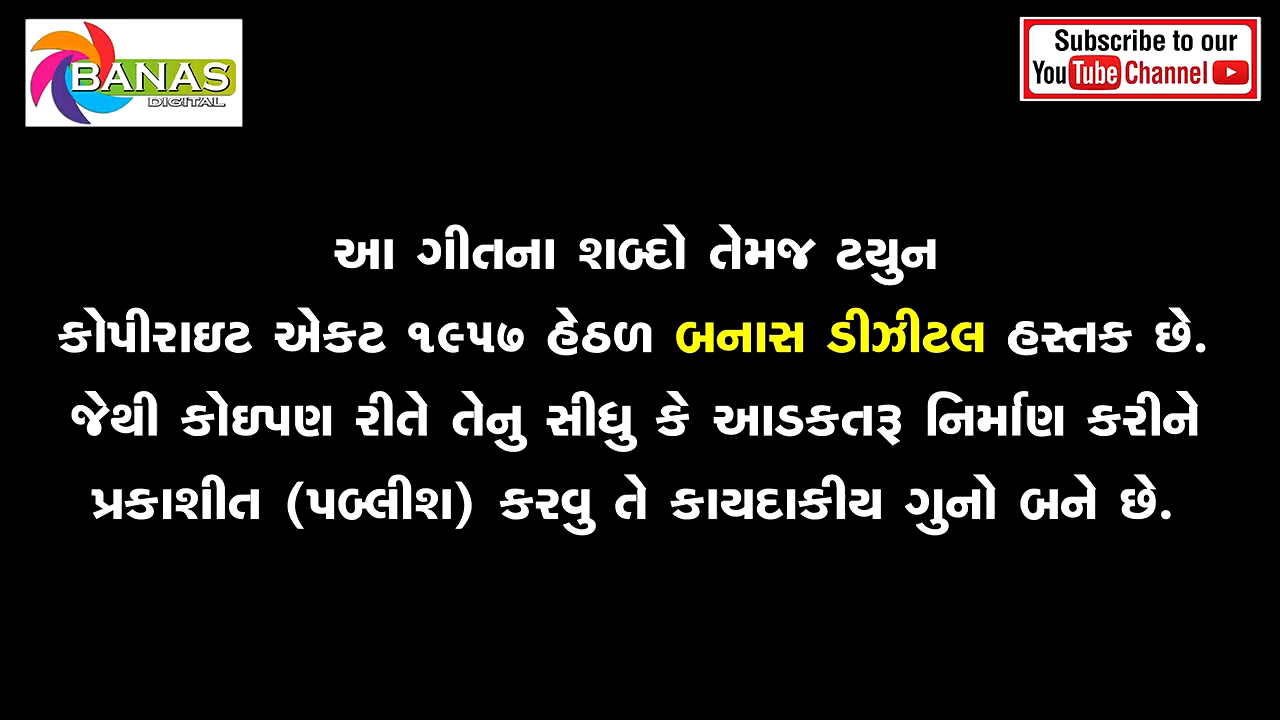 BANAS
DIGITAL
Subscribe to our
YouTube Channel
આ ગીતના શબ્દો તેમજ ટયુન
કોપીરાઇટ એકટ ૧૯૫૭ હેઠળ બનાસ ડીઝીટલ હસ્તક છે.
જેથી કોઇપણ રીતે તેનુ સીધુ કે આડકતરૂ નિર્માણ કરીને
પ્રકાશીત (પબ્લીશ) કરવુ તે કાયદાકીય ગુનો બને છે.